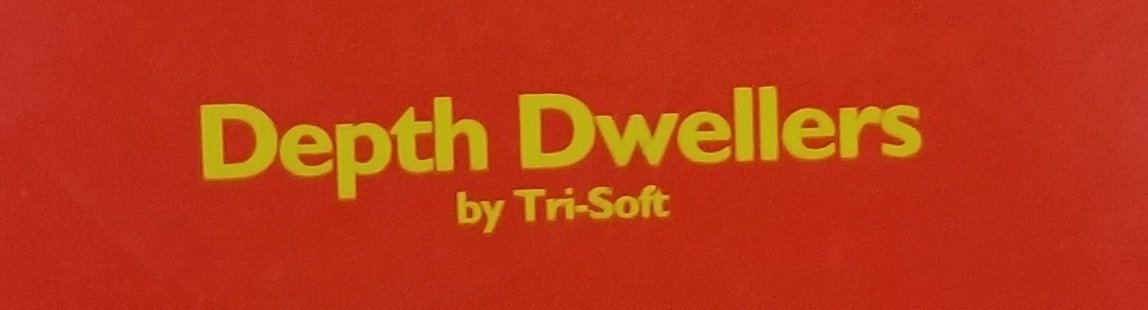 Depth Dwellers
by Tri-Soft